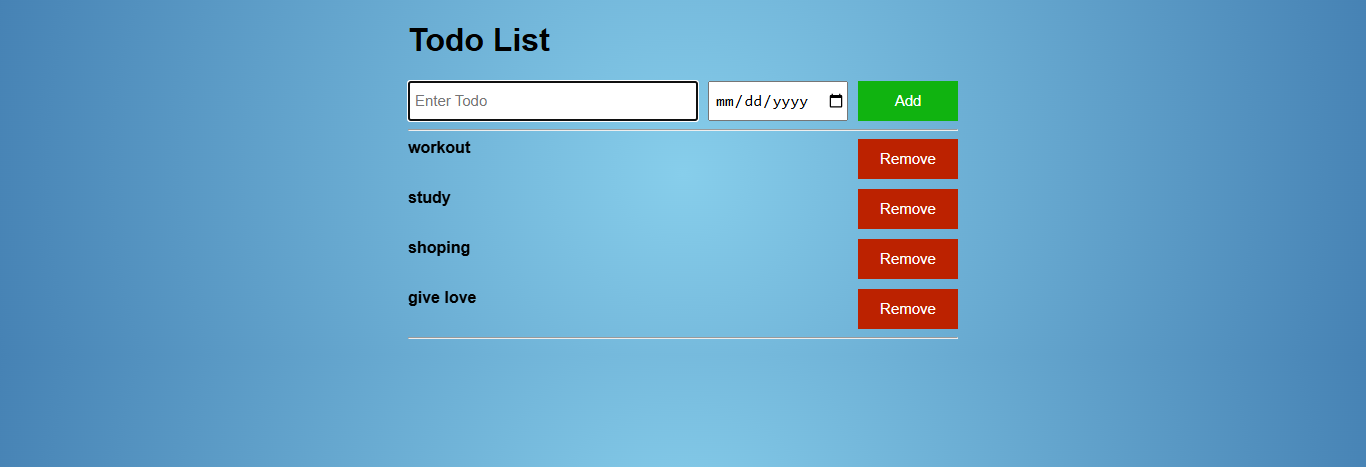 Todo List
Enter Todo mm/dd/yyyy Add
workout Remove
study Remove
shoping Remove
give love Remove